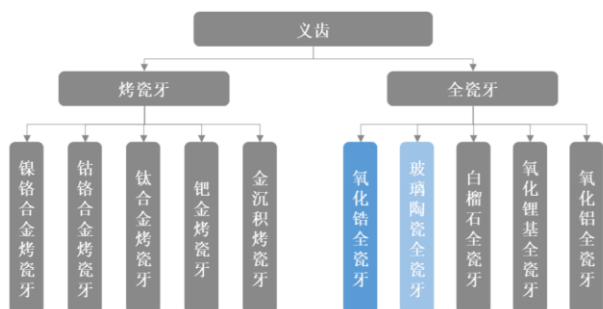 义齿
烤瓷牙
全瓷牙
镍铬合金烤瓷牙
钴铬合金烤瓷牙
钛合金烤瓷牙
钯金烤瓷牙
金沉积烤瓷牙
氧化锆全瓷牙
玻璃陶瓷全瓷牙
白榴石全瓷牙
氧化锂基全瓷牙
氧化铝全瓷牙